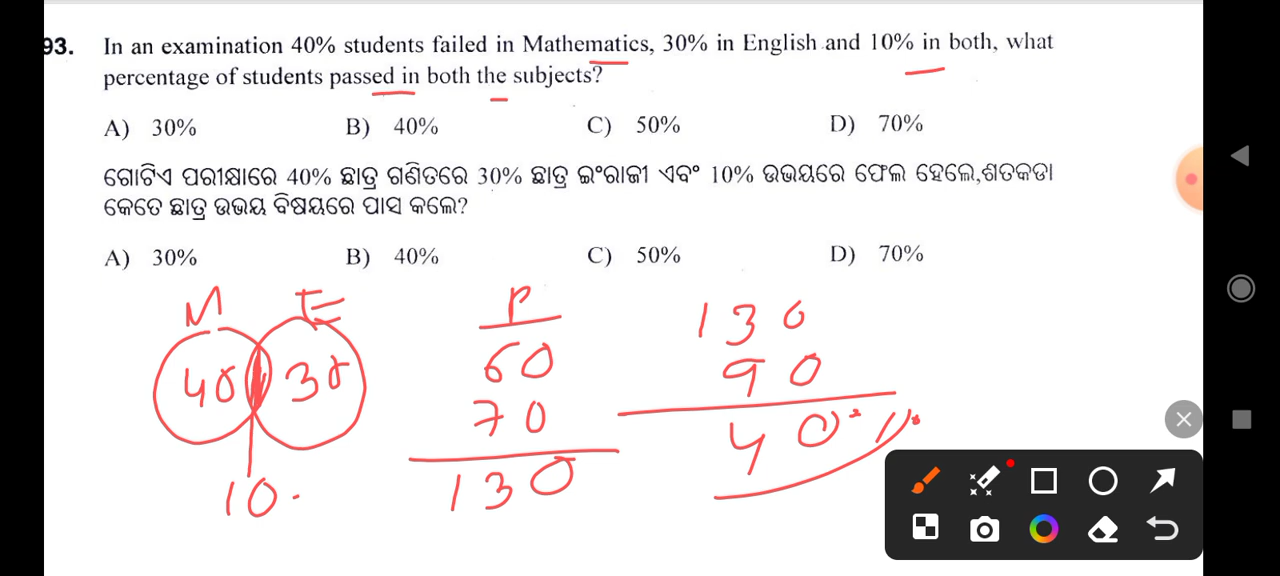 93. In an examination 40% students failed in Mathematics, 30% in English and 10% in both, what
percentage of students passed in both the subjects?
A) 30% B) 40% C) 50% D) 70%
ଗୋଟିଏ ପରୀକ୍ଷାରେ 40% ଛାତ୍ର ଗଣିତରେ 30% ଛାତ୍ର ଇଂରାଜୀ ଏବଂ 10% ଉଭୟରେ ଫେଲ ହେଲେ,ଶତକଡା
କେତେ ଛାତ୍ର ଉଭୟ ବିଷୟରେ ପାସ କଲେ?
A) 30% B) 40% C) 50% D) 70%
M E
40 30
10
P
60
70
130
130
90
40%